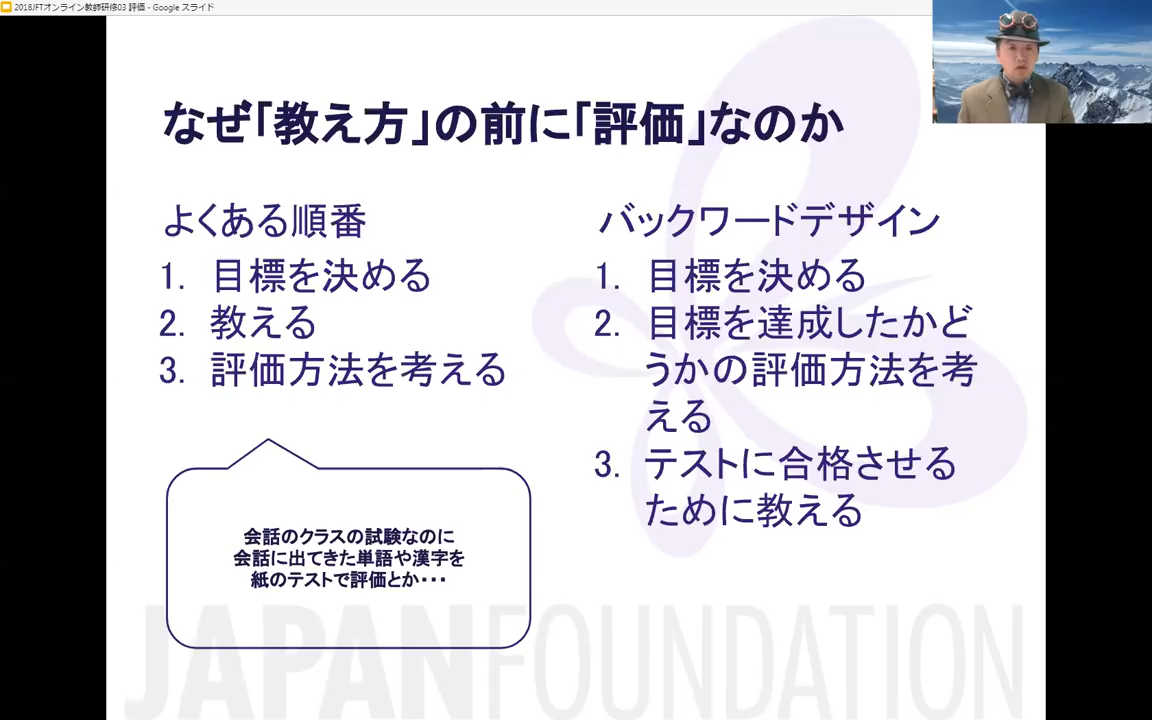 2018JFTオンライン教師研修03 評価 - Google スライド
なぜ「教え方」の前に「評価」なのか
よくある順番
1. 目標を決める
2. 教える
3. 評価方法を考える
会話のクラスの試験なのに
会話に出てきた単語や漢字を
紙のテストで評価とか・・・
バックワードデザイン
1. 目標を決める
2. 目標を達成したかど
うかの評価方法を考
える
3. テストに合格させる
ために教える
JAPANFOUNDATION